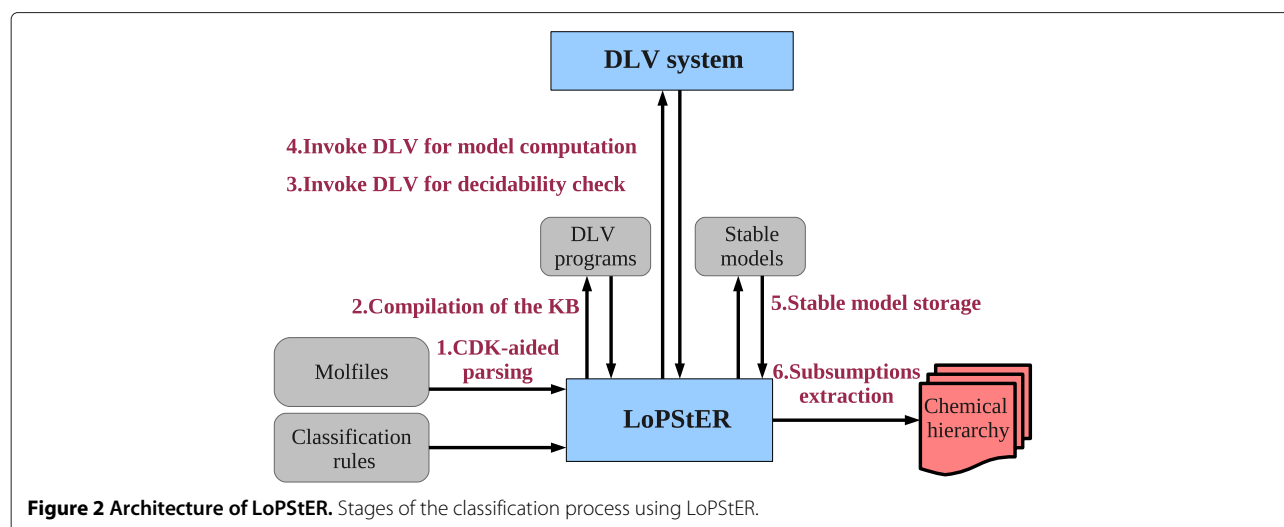 DLV system
4.Invoke DLV for model computation
3.Invoke DLV for decidability check
DLV
programs
Stable
models
2.Compilation of the KB
5.Stable model storage
1.CDK-aided
parsing
Molfiles
6.Subsumptions
extraction
LoPStER
Classification
rules
Chemical
hierarchy
Figure 2 Architecture of LoPStER. Stages of the classification process using LoPStER.